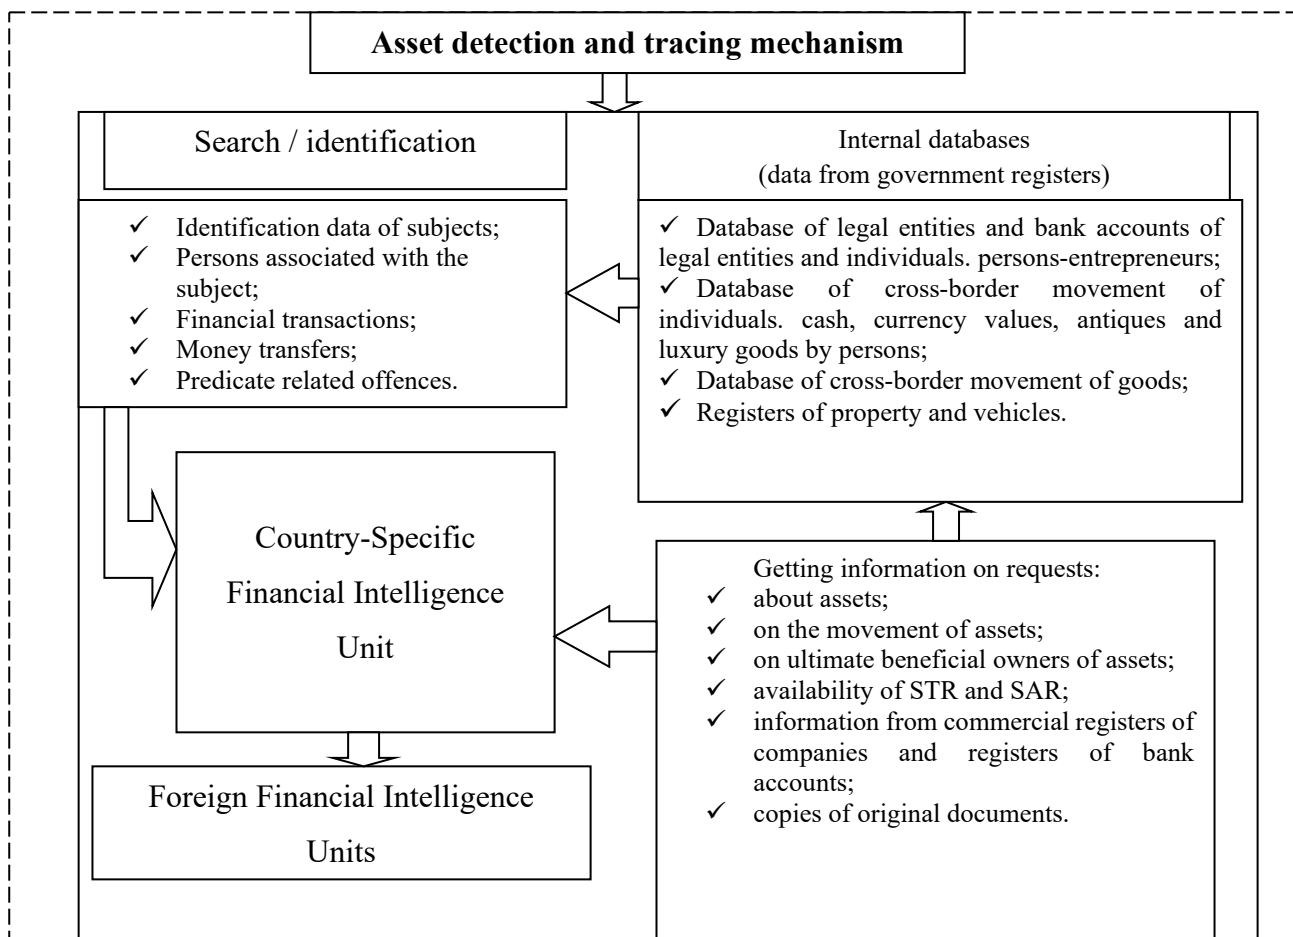 Asset detection and tracing mechanism
Search / identification
✓ Identification data of subjects;
✓ Persons associated with the
subject;
✓ Financial transactions;
✓ Money transfers;
✓ Predicate related offences.
Internal databases
(data from government registers)
✓ Database of legal entities and bank accounts of
legal entities and individuals. persons-entrepreneurs;
✓ Database of cross-border movement of
individuals. cash, currency values, antiques and
luxury goods by persons;
✓ Database of cross-border movement of goods;
✓ Registers of property and vehicles.
Country-Specific
Financial Intelligence
Unit
Getting information on requests:
✓ about assets;
✓ on the movement of assets;
✓ on ultimate beneficial owners of assets;
✓ availability of STR and SAR;
✓ information from commercial registers of
companies and registers of bank
accounts;
✓ copies of original documents.
Foreign Financial Intelligence
Units